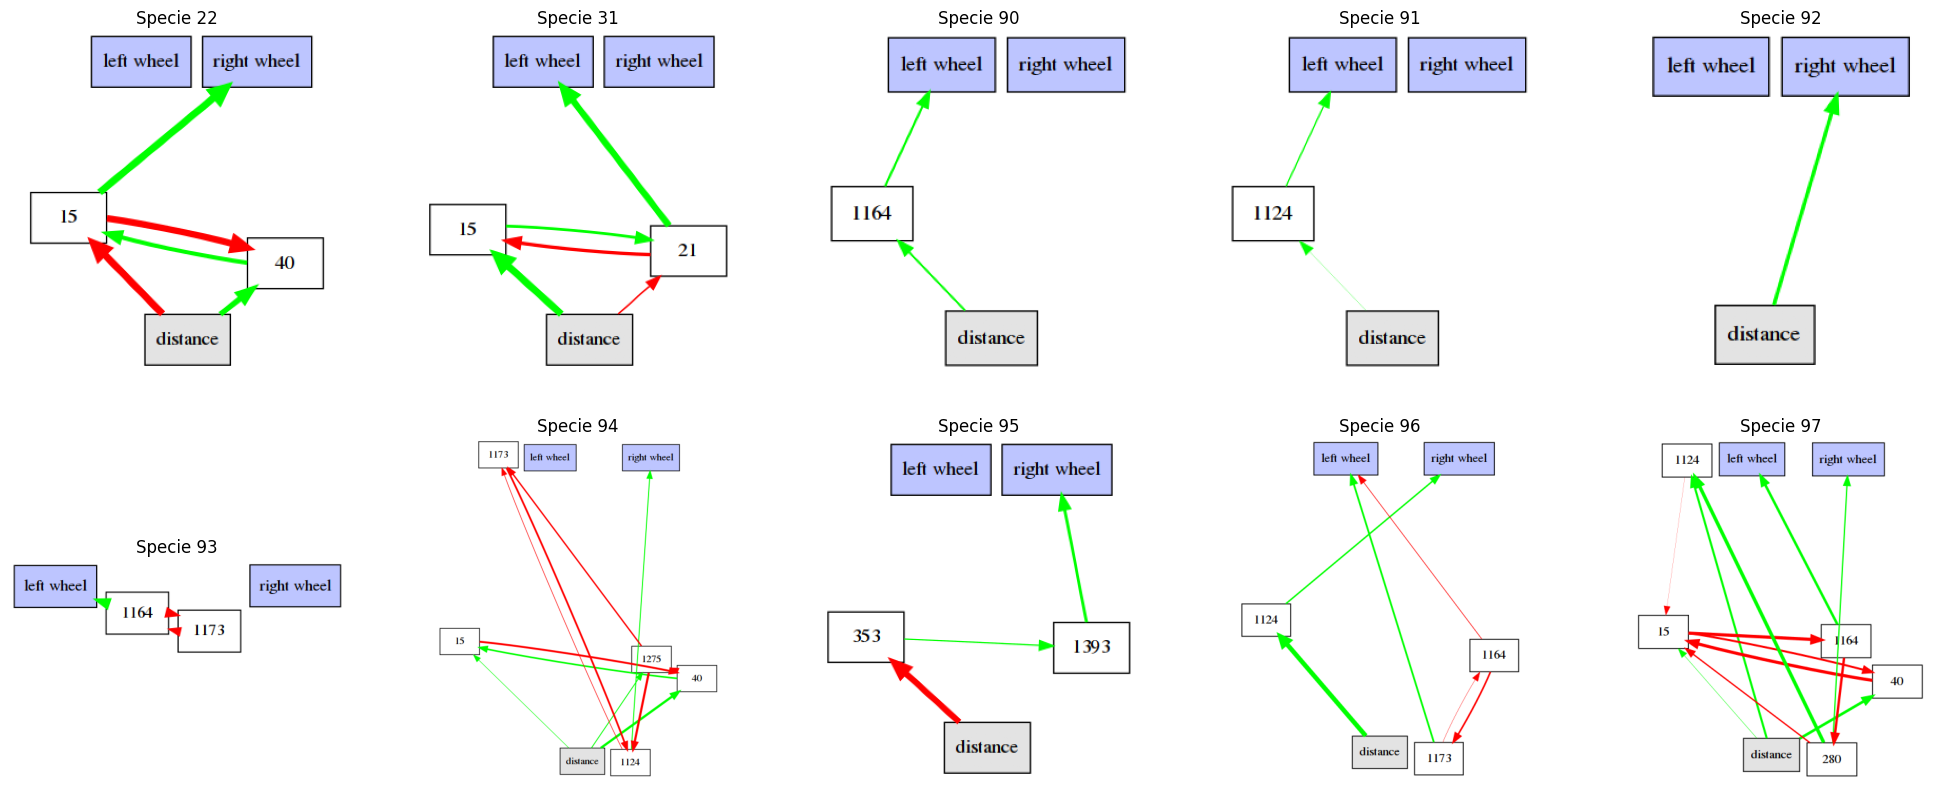 Specie 22
left wheel
right wheel
15
40
distance
Specie 31
left wheel
right wheel
15
21
distance
Specie 90
left wheel
right wheel
1164
distance
Specie 91
left wheel
right wheel
1124
distance
Specie 92
left wheel
right wheel
distance
Specie 93
left wheel
right wheel
1164
1173
Specie 94
1173
left wheel
right wheel
15
1275
40
distance
1124
Specie 95
left wheel
right wheel
353
1393
distance
Specie 96
left wheel
right wheel
1124
1164
distance
1173
Specie 97
1124
left wheel
right wheel
15
1164
40
distance
280